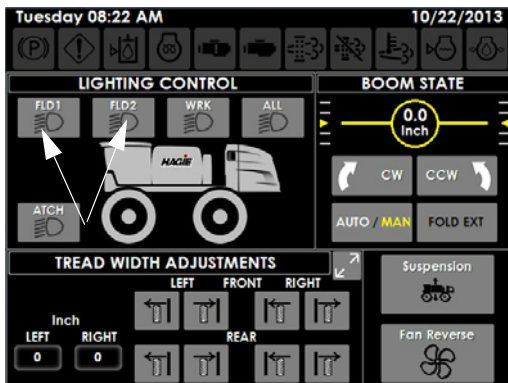 Tuesday 08:22 AM 10/22/2013
(P)
LIGHTING CONTROL
FLD1 FLD2 WRK ALL
HAGIE
ATCH
BOOM STATE
0.0
Inch
CW CCW
AUTO / MAN FOLD EXT
TREAD WIDTH ADJUSTMENTS
LEFT FRONT RIGHT
Inch
LEFT RIGHT
0 0
REAR
Suspension
Fan Reverse